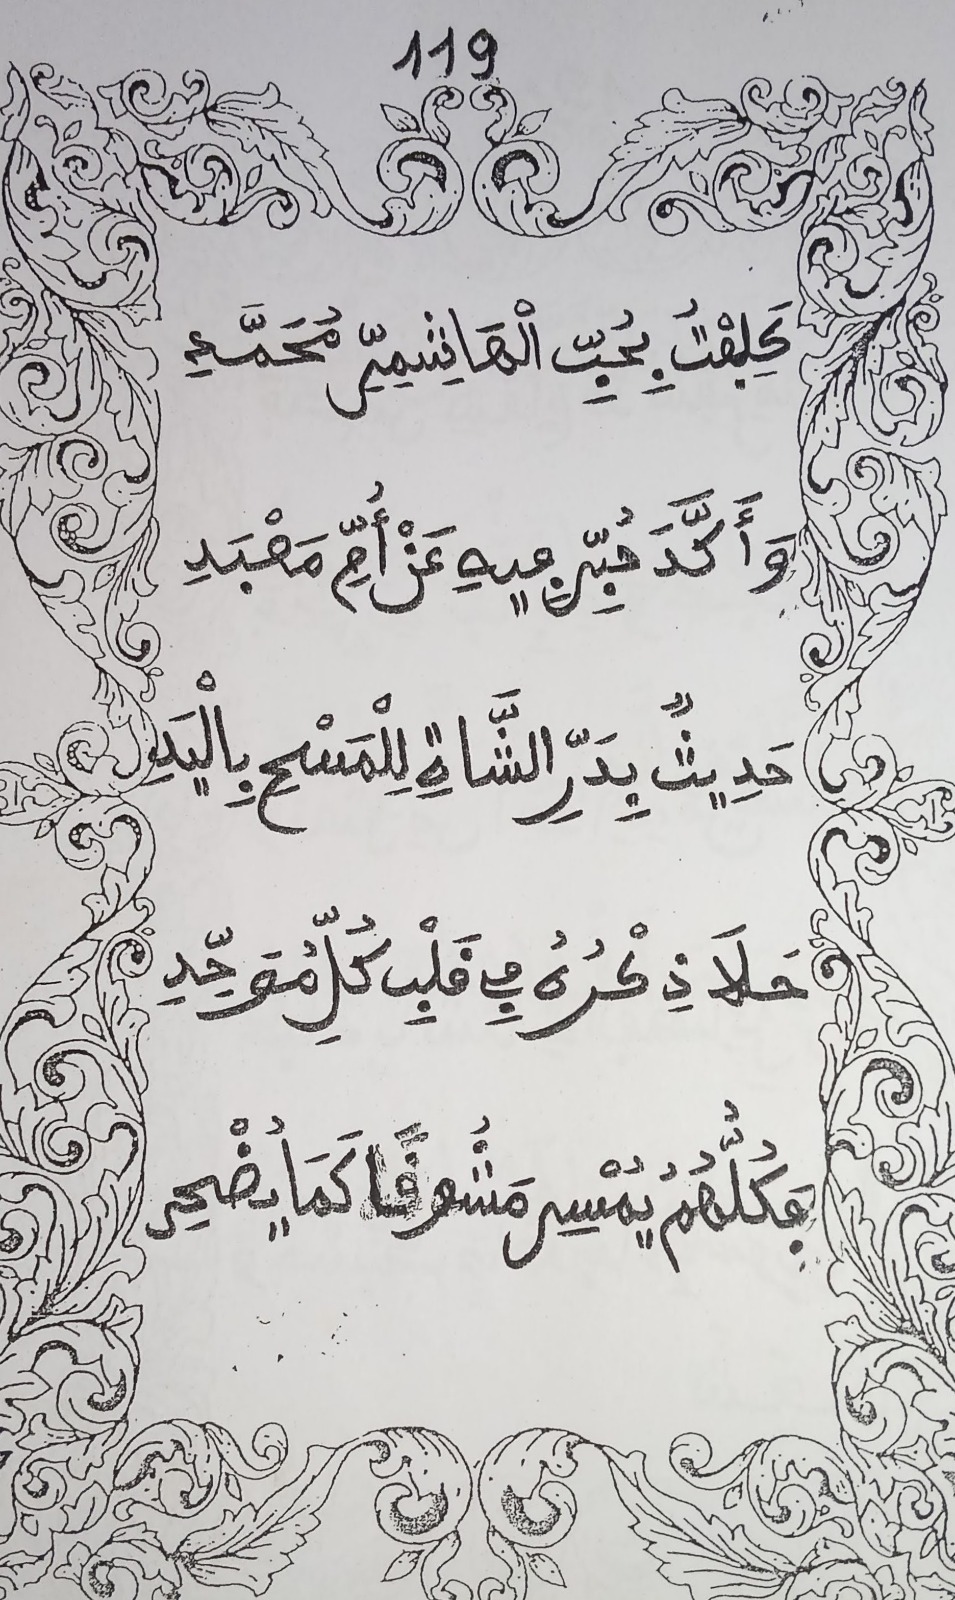 119
كَلِفْتُ بِحُبِّ الْهَاشِمِيِّ مُحَمَّدِ
وَأَكَّدَ حُبِّي فِيهِ عَنْ أُمِّ مَعْبَدِ
حَدِيثٌ بِدَرِّ الشَّاةِ لِلْمَسْحِ بِالْيَدِ
حَلَا ذِكْرُهُ فِي قَلْبِ كُلِّ مُوَحِّدِ
فَكُلُّهُمُ يُمْسِي مَشُوقًا كَمَا يُضْحِي